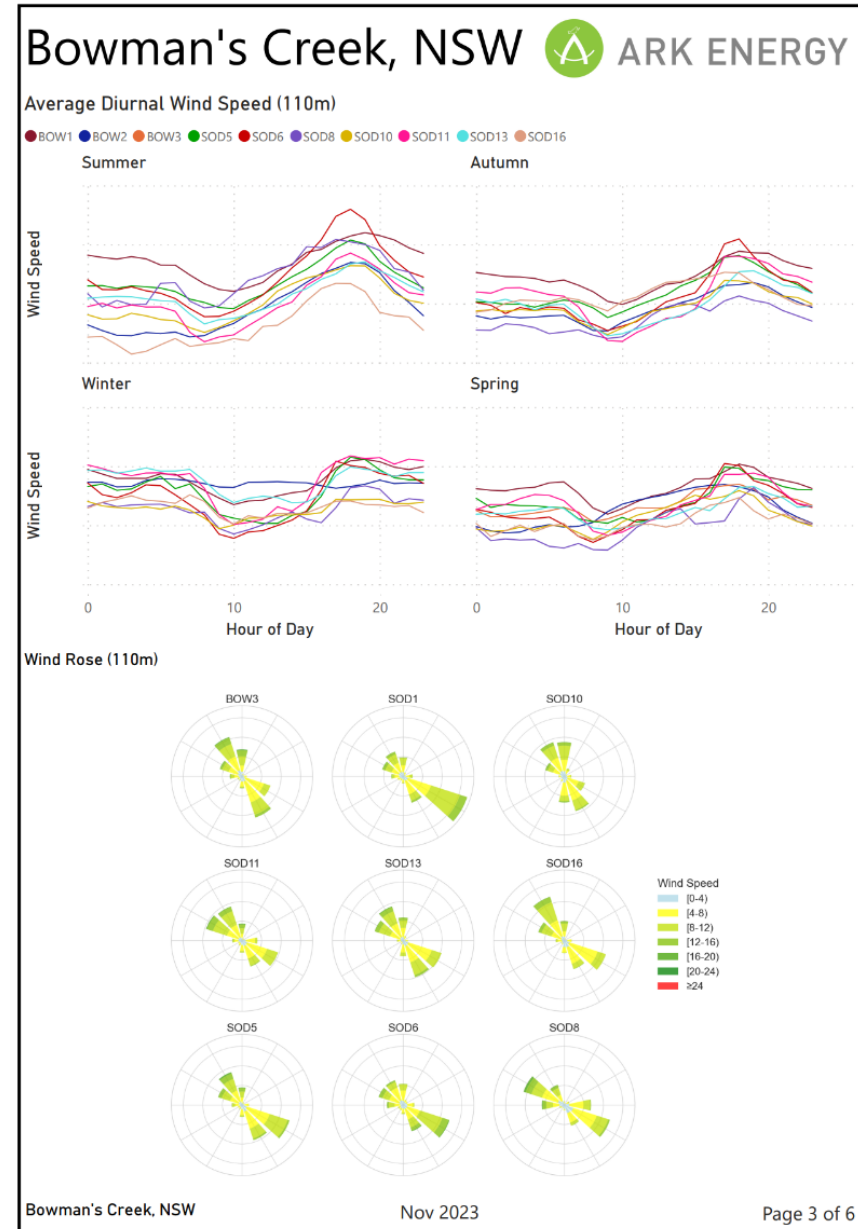 Bowman's Creek, NSW ARK ENERGY
Average Diurnal Wind Speed (110m)
BOW1 BOW2 BOW3 SOD5 SOD6 SOD8 SOD10 SOD11 SOD13 SOD16
Summer Autumn
Wind Speed
Winter Spring
Wind Speed
0 10 20 0 10 20
Hour of Day Hour of Day
Wind Rose (110m)
BOW3 SOD1 SOD10
SOD11 SOD13 SOD16
Wind Speed
[0-4)
[4-8)
[8-12)
[12-16)
[16-20)
[20-24)
≥24
SOD5 SOD6 SOD8
Bowman's Creek, NSW Nov 2023 Page 3 of 6